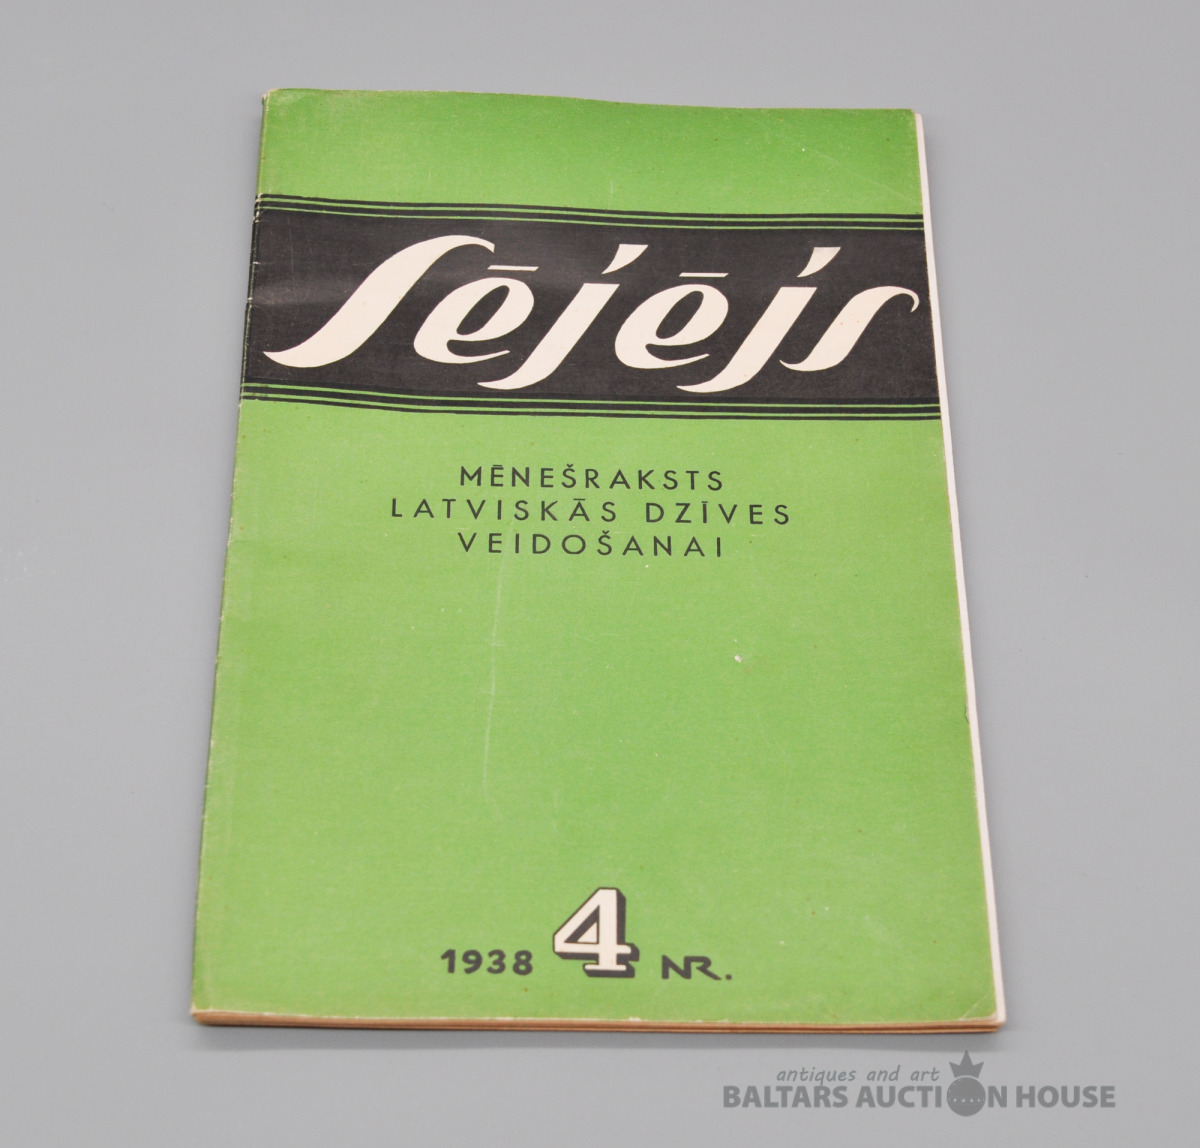 Sējējs
MĒNEŠRAKSTS
LATVISKĀS DZĪVES
VEIDOŠANAI
1938 4 NR.
antiques and art
BALTARS AUCTION HOUSE